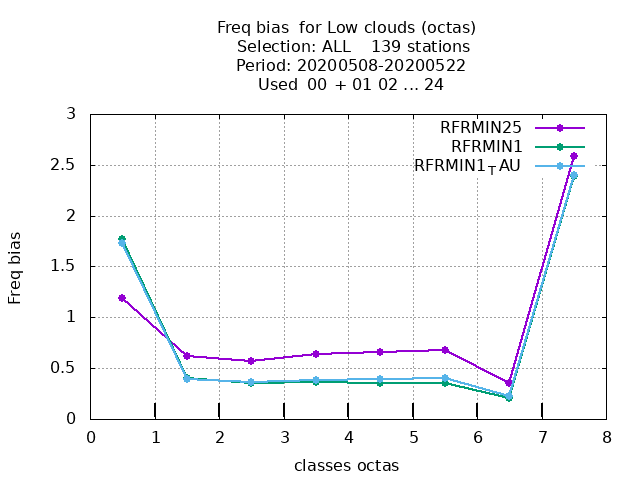 Freq bias  for Low clouds (octas)
Selection: ALL    139 stations
Period: 20200508-20200522
Used  00 + 01 02 ... 24
RFRMIN25
RFRMIN1
RFRMIN1TAU
3
2.5
2
1.5
1
0.5
0
Freq bias
0 1 2 3 4 5 6 7 8
classes octas